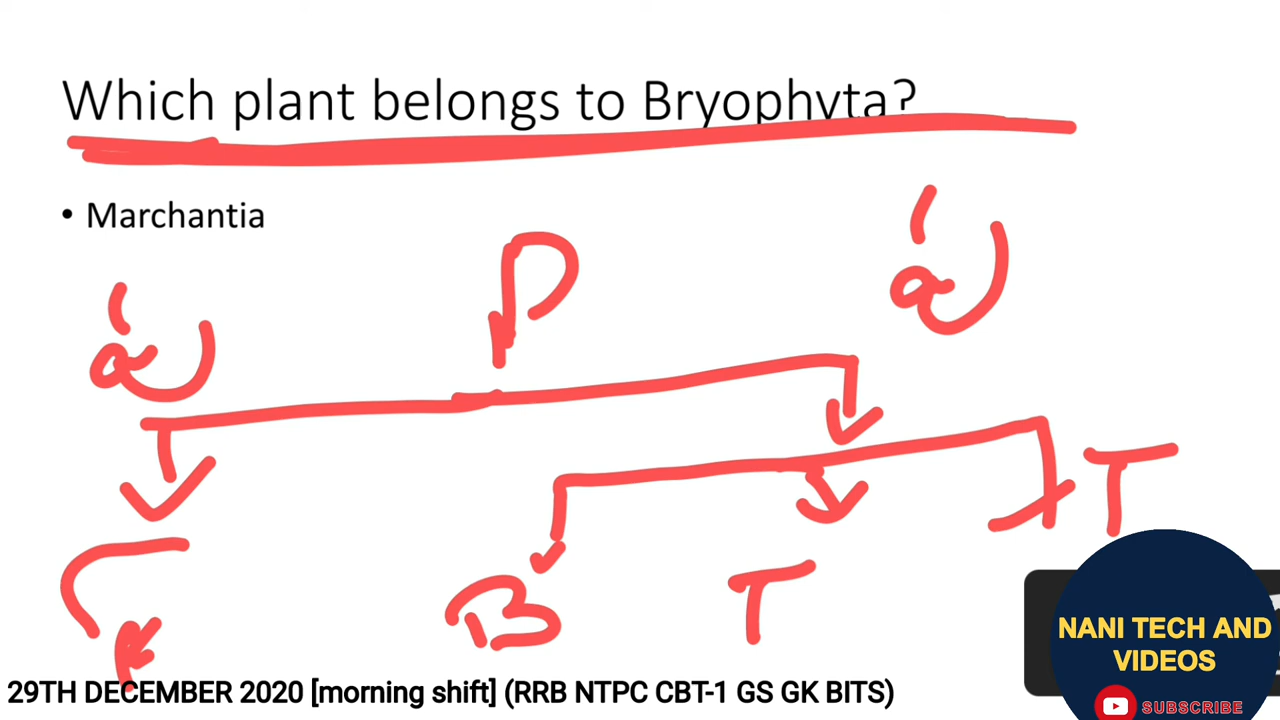 Which plant belongs to Bryophyta?
• Marchantia
P
B
T
T
NANI TECH AND
VIDEOS
SUBSCRIBE
29TH DECEMBER 2020 [morning shift] (RRB NTPC CBT-1 GS GK BITS)